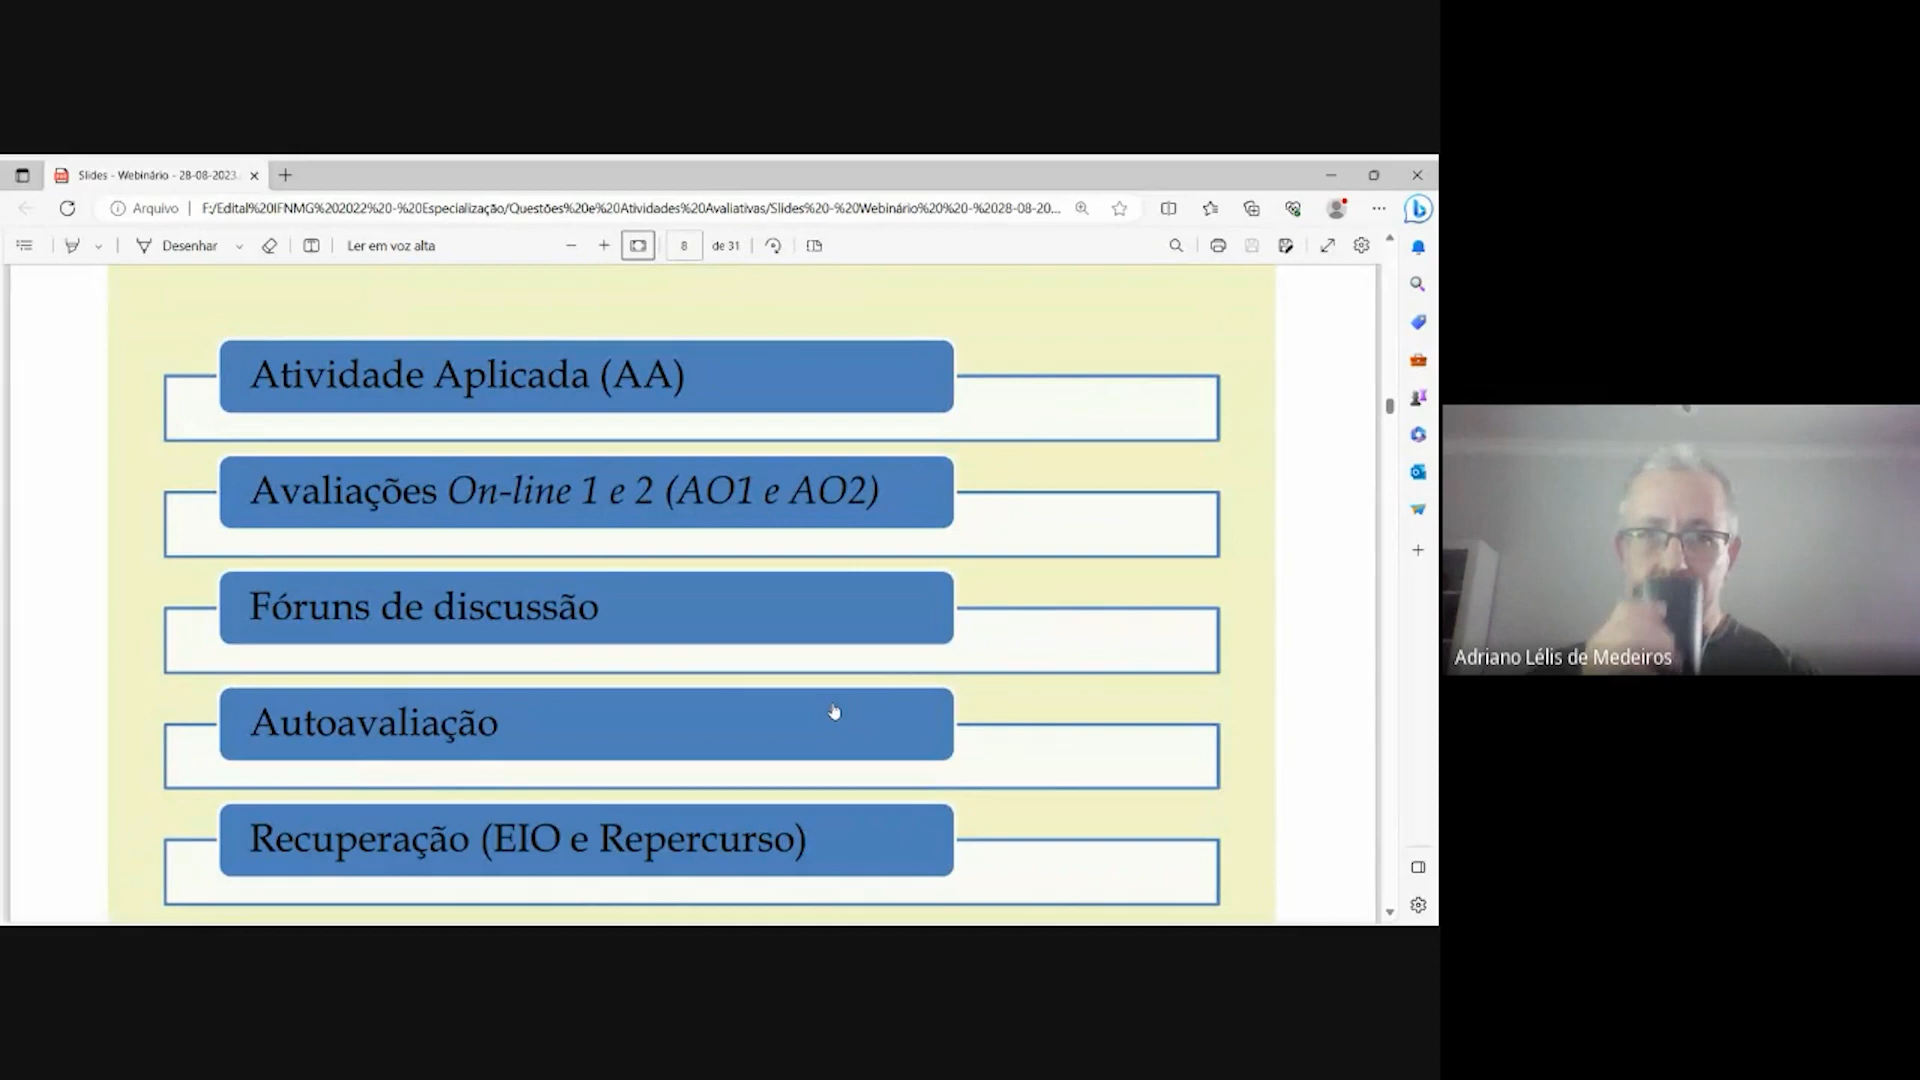 Slides - Webinário - 28-08-2023.
Arquivo
F:/Edital%20IFNMG%202022%20-%20Especialização/Questões%20e%20Atividades%20Avaliativas/Slides%20-%20Webinário%20%20-%2028-08-20...
Desenhar
Ler em voz alta
8
de 31
Atividade Aplicada (AA)
Avaliações On-line 1 e 2 (AO1 e AO2)
Fóruns de discussão
Autoavaliação
Recuperação (EIO e Repercurso)
Adriano Lélis de Medeiros